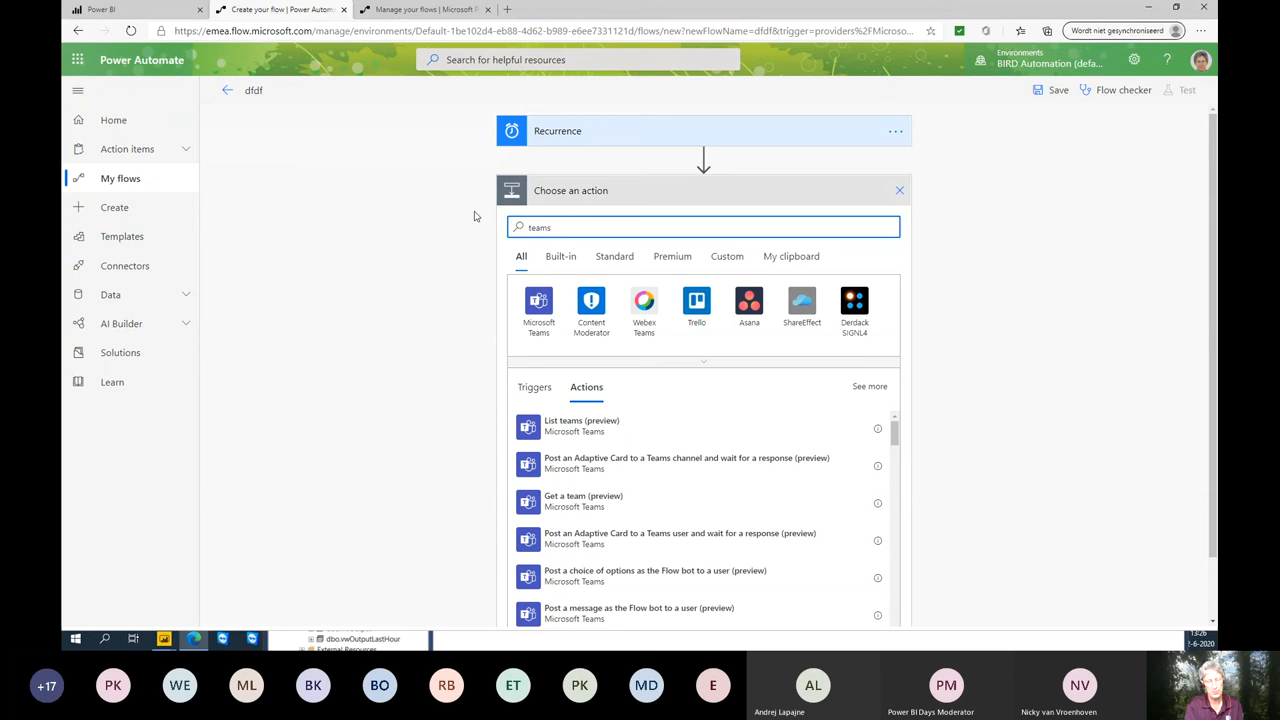 Power BI
Create your flow | Power Automa
Manage your flows | Microsoft P
https://emea.flow.microsoft.com/manage/environments/Default-1be102d4-eb88-4d62-b989-e6ee7331121d/flows/new?newFlowName=dfdf&trigger=providers%2FMicroso...
Wordt niet gesynchroniseerd
Power Automate
Search for helpful resources
Environments
BIRD Automation (defa...
dfdf
Save
Flow checker
Test
Home
Action items
My flows
Create
Templates
Connectors
Data
AI Builder
Solutions
Learn
Recurrence
Choose an action
teams
All
Built-in
Standard
Premium
Custom
My clipboard
Microsoft
Teams
Content
Moderator
Webex
Teams
Trello
Asana
ShareEffect
Derdack
SIGNL4
Triggers
Actions
See more
List teams (preview)
Microsoft Teams
Post an Adaptive Card to a Teams channel and wait for a response (preview)
Microsoft Teams
Get a team (preview)
Microsoft Teams
Post an Adaptive Card to a Teams user and wait for a response (preview)
Microsoft Teams
Post a choice of options as the Flow bot to a user (preview)
Microsoft Teams
Post a message as the Flow bot to a user (preview)
Microsoft Teams
dbo.vwOutputLastHour
External Resources
13:26
2-6-2020
+17
PK
WE
ML
BK
BO
RB
ET
PK
MD
E
AL
Andrej Lapajne
PM
Power BI Days Moderator
NV
Nicky van Vroenhoven